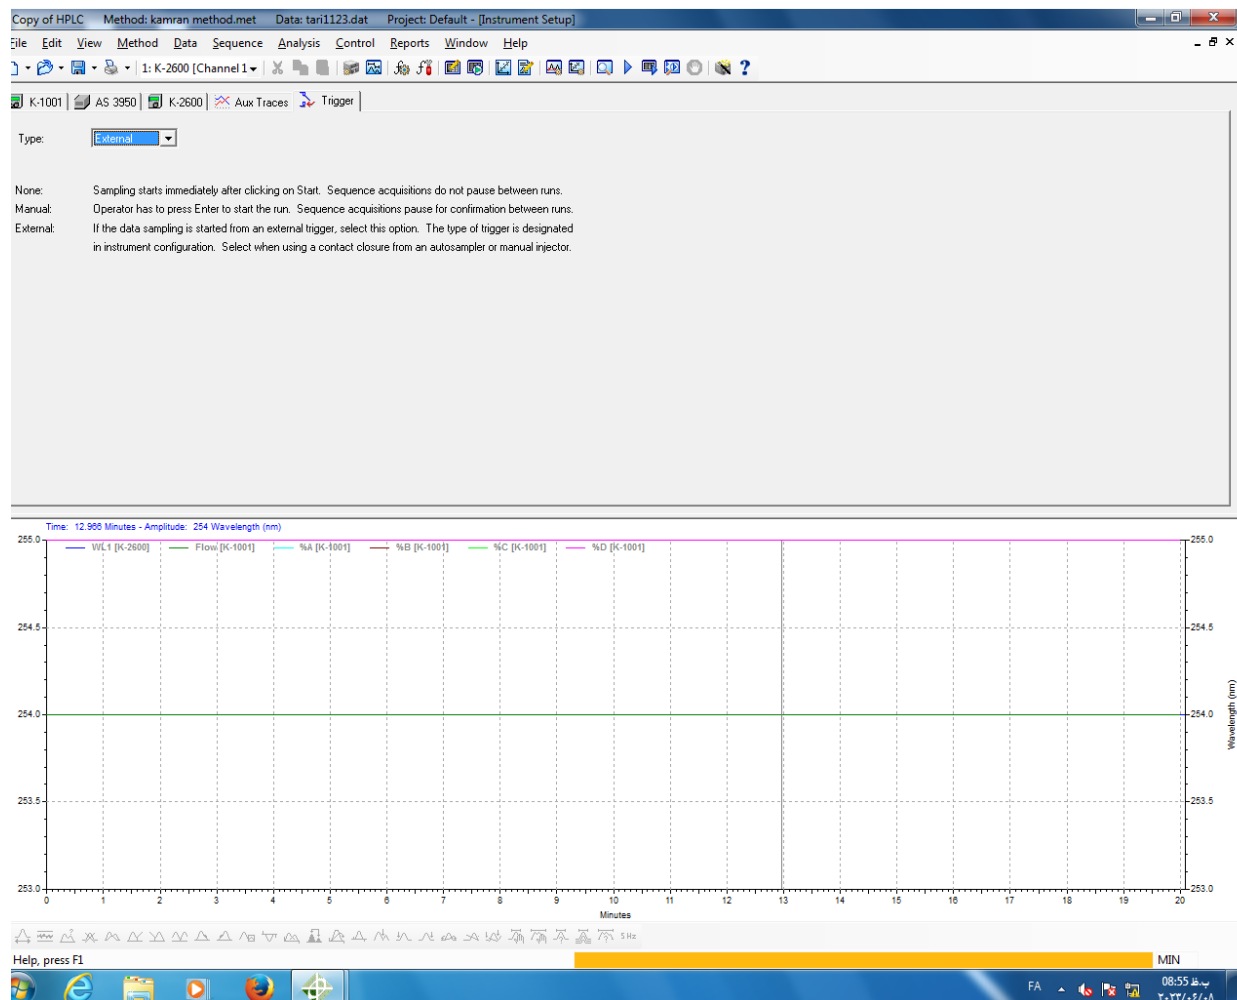 Copy of HPLC Method: kamran method.met Data: tari1123.dat Project: Default - [Instrument Setup]
File Edit View Method Data Sequence Analysis Control Reports Window Help
1: K-2600 [Channel 1
K-1001 AS 3950 K-2600 Aux Traces Trigger
Type: External
None: Sampling starts immediately after clicking on Start. Sequence acquisitions do not pause between runs.
Manual: Operator has to press Enter to start the run. Sequence acquisitions pause for confirmation between runs.
External: If the data sampling is started from an external trigger, select this option. The type of trigger is designated
in instrument configuration. Select when using a contact closure from an autosampler or manual injector.
Time: 12.966 Minutes - Amplitude: 254 Wavelength (nm)
WL1 [K-2600] Flow [K-1001] %A [K-1001] %B [K-1001] %C [K-1001] %D [K-1001]
255.0 255.0
254.5 254.5
254.0 254.0
Wavelength (nm)
253.5 253.5
253.0 253.0
0 1 2 3 4 5 6 7 8 9 10 11 12 13 14 15 16 17 18 19 20
Minutes
5 Hz
Help, press F1 MIN
FA 08:55 ب.ظ
۲۰۲۳/۰۶/۰۸